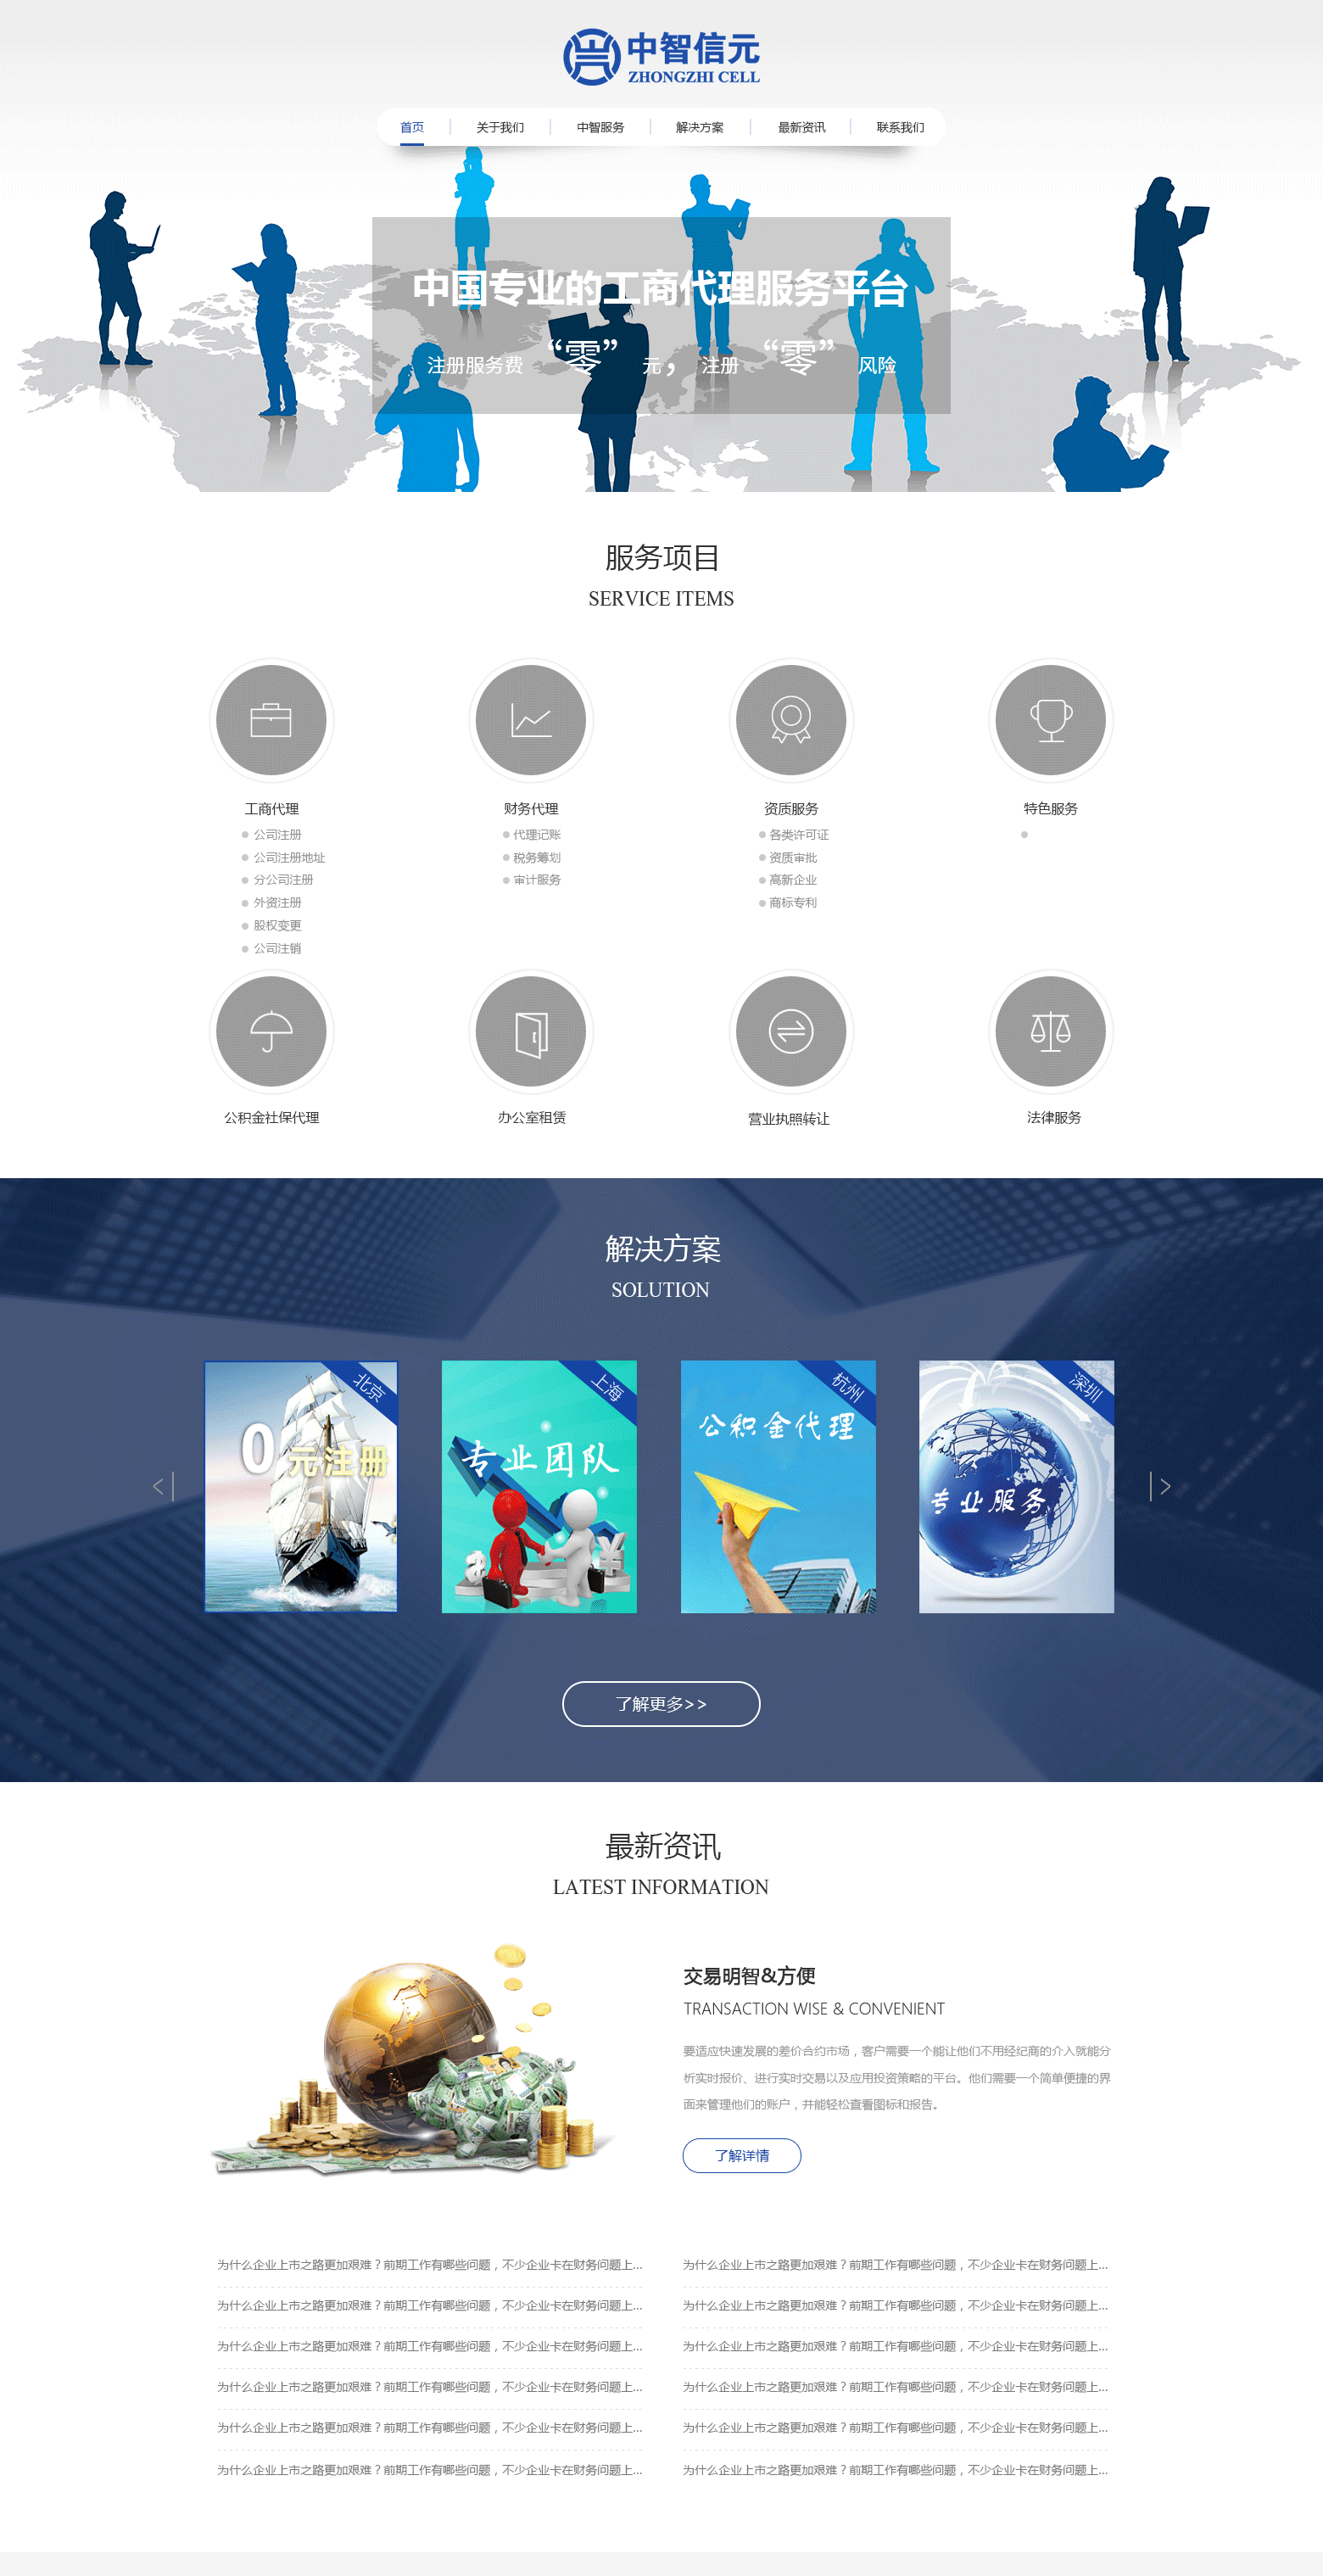 中智信元
ZHONGZHI CELL
首页 关于我们 中智服务 解决方案 最新资讯 联系我们
中国专业的工商代理服务平台
注册服务费 “零” 元， 注册 “零” 风险
服务项目
SERVICE ITEMS
工商代理
公司注册
公司注册地址
分公司注册
外资注册
股权变更
公司注销
财务代理
代理记账
税务筹划
审计服务
资质服务
各类许可证
资质审批
高新企业
商标专利
特色服务
公积金社保代理
办公室租赁
营业执照转让
法律服务
解决方案
SOLUTION
北京
0元注册
上海
专业团队
杭州
公积金代理
深圳
专业服务
了解更多>>
最新资讯
LATEST INFORMATION
交易明智&方便
TRANSACTION WISE & CONVENIENT
要适应快速发展的差价合约市场，客户需要一个能让他们不用经纪商的介入就能分
析实时报价、进行实时交易以及应用投资策略的平台。他们需要一个简单便捷的界
面来管理他们的账户，并能轻松查看图标和报告。
了解详情
为什么企业上市之路更加艰难？前期工作有哪些问题，不少企业卡在财务问题上...
为什么企业上市之路更加艰难？前期工作有哪些问题，不少企业卡在财务问题上...
为什么企业上市之路更加艰难？前期工作有哪些问题，不少企业卡在财务问题上...
为什么企业上市之路更加艰难？前期工作有哪些问题，不少企业卡在财务问题上...
为什么企业上市之路更加艰难？前期工作有哪些问题，不少企业卡在财务问题上...
为什么企业上市之路更加艰难？前期工作有哪些问题，不少企业卡在财务问题上...
为什么企业上市之路更加艰难？前期工作有哪些问题，不少企业卡在财务问题上...
为什么企业上市之路更加艰难？前期工作有哪些问题，不少企业卡在财务问题上...
为什么企业上市之路更加艰难？前期工作有哪些问题，不少企业卡在财务问题上...
为什么企业上市之路更加艰难？前期工作有哪些问题，不少企业卡在财务问题上...
为什么企业上市之路更加艰难？前期工作有哪些问题，不少企业卡在财务问题上...
为什么企业上市之路更加艰难？前期工作有哪些问题，不少企业卡在财务问题上...